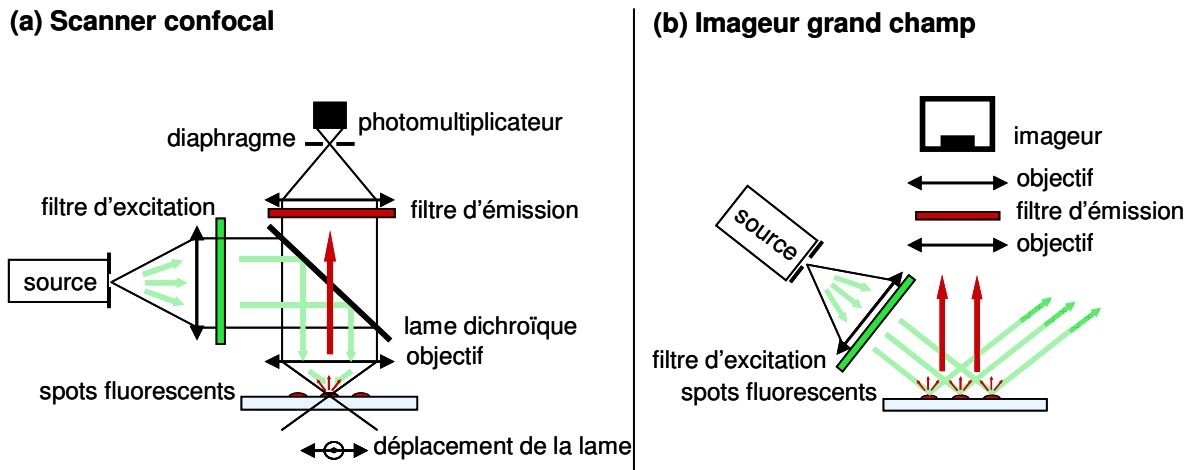 (a) Scanner confocal
photomultiplicateur
diaphragme
filtre d'excitation
filtre d'émission
source
lame dichroïque
objectif
spots fluorescents
déplacement de la lame
(b) Imageur grand champ
imageur
objectif
source
filtre d'émission
objectif
filtre d'excitation
spots fluorescents